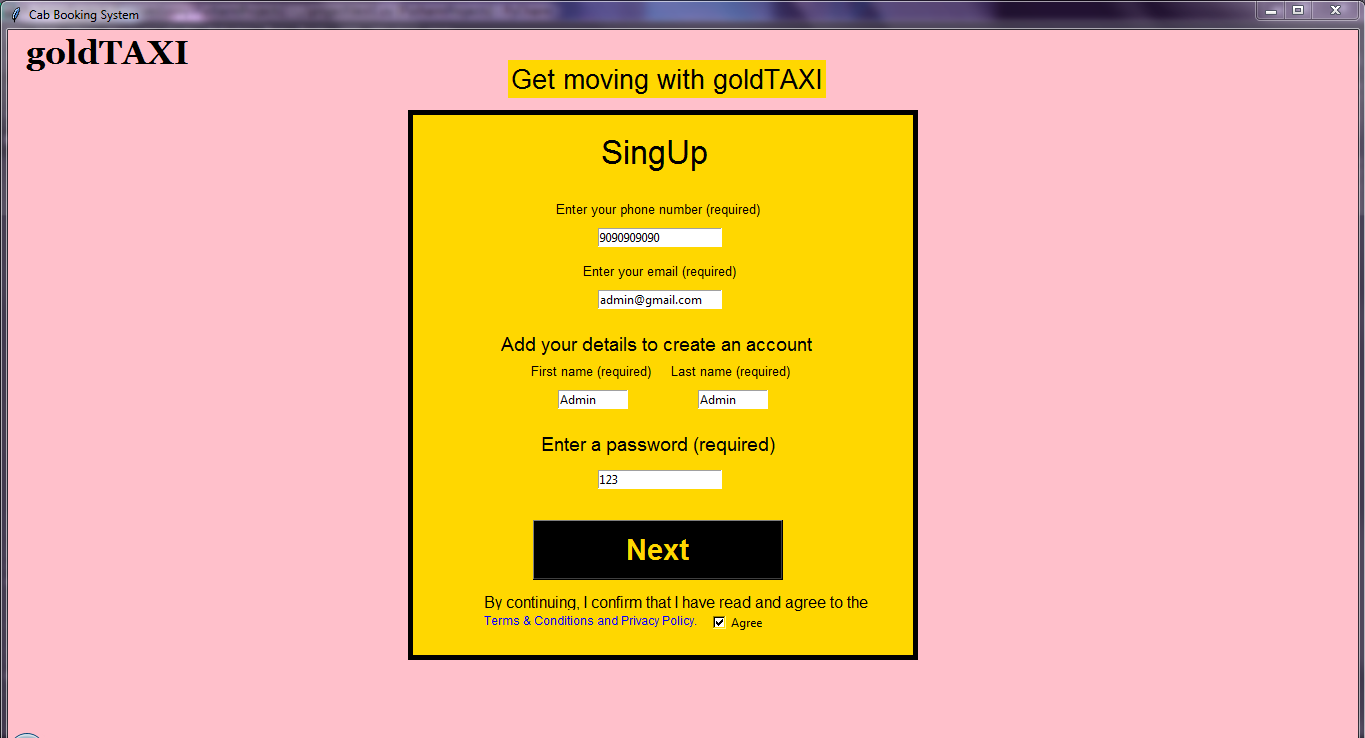 Cab Booking System
goldTAXI
Get moving with goldTAXI
SingUp
Enter your phone number (required)
9090909090
Enter your email (required)
admin@gmail.com
Add your details to create an account
First name (required) Last name (required)
Admin Admin
Enter a password (required)
123
Next
By continuing, I confirm that I have read and agree to the
Terms & Conditions and Privacy Policy. Agree